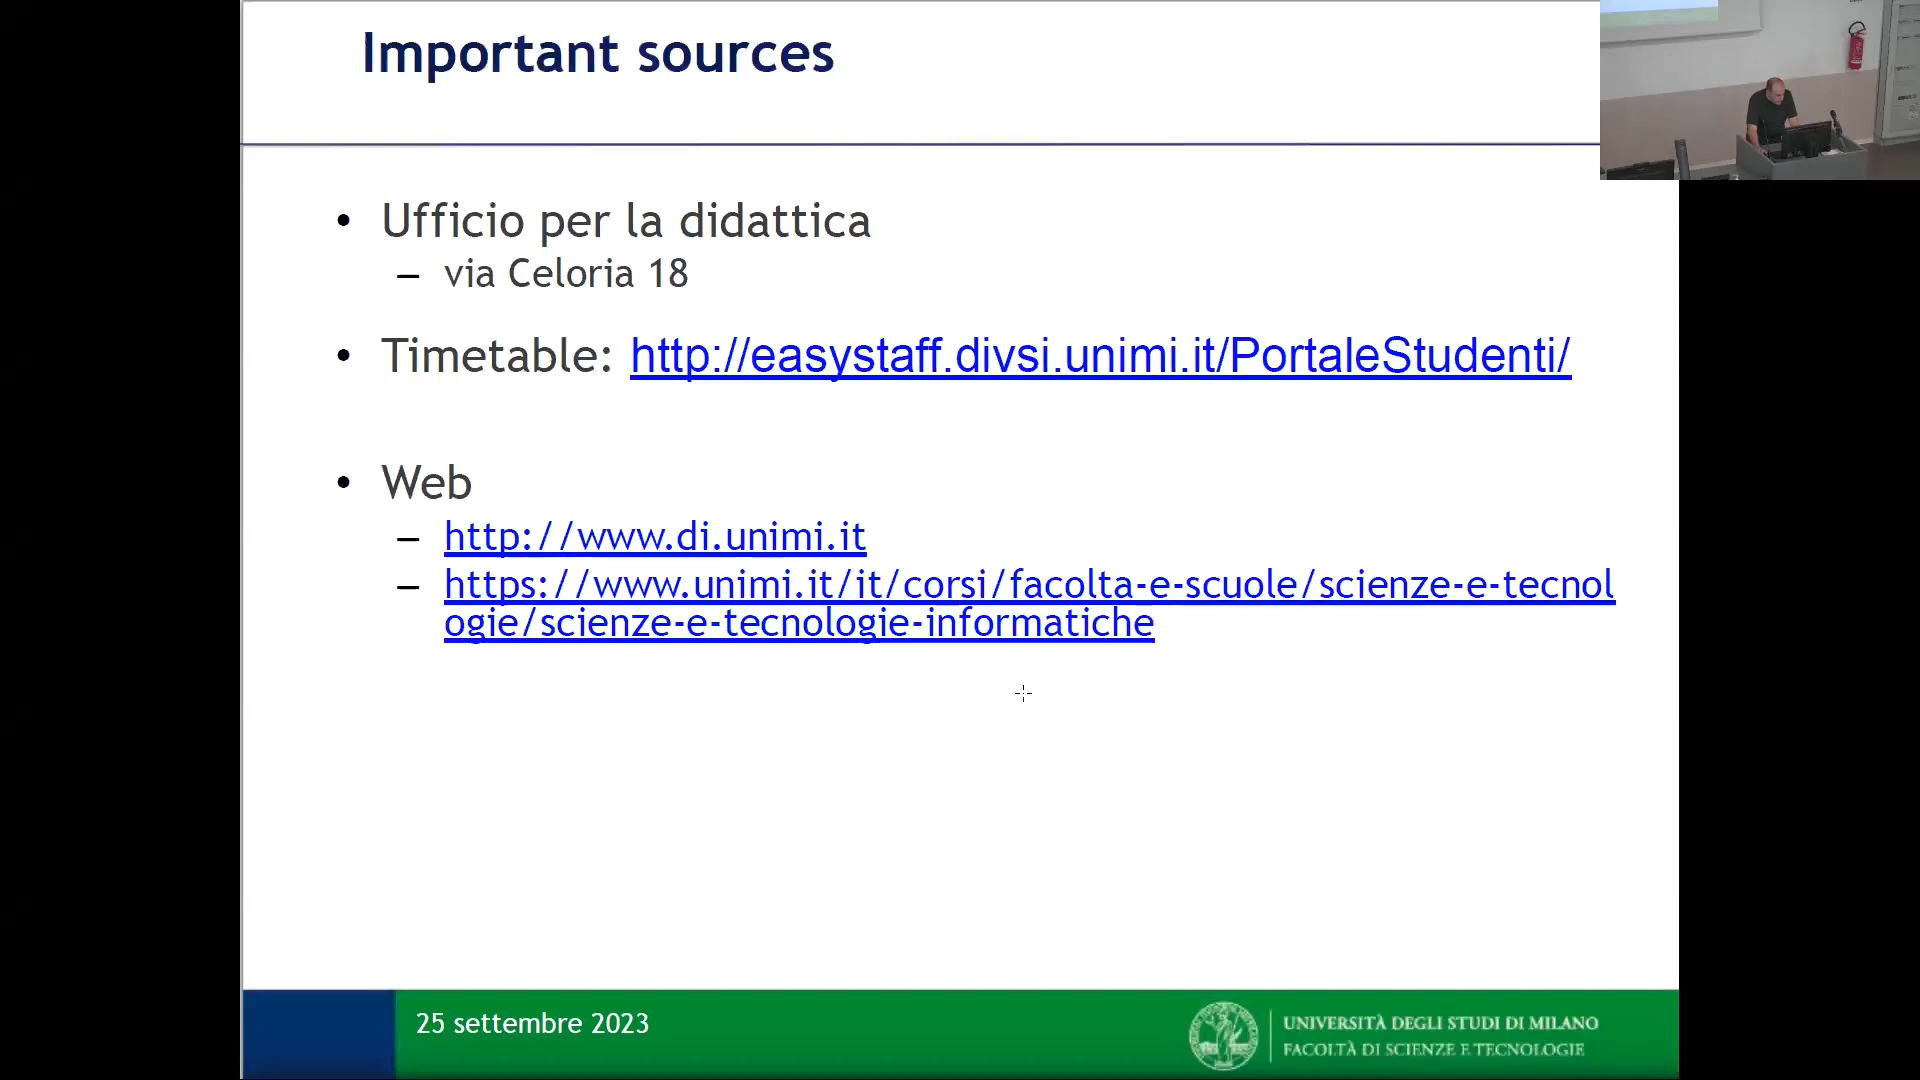 Important sources
• Ufficio per la didattica
– via Celoria 18
• Timetable: http://easystaff.divsi.unimi.it/PortaleStudenti/
• Web
– http://www.di.unimi.it
– https://www.unimi.it/it/corsi/facolta-e-scuole/scienze-e-tecnol
ogie/scienze-e-tecnologie-informatiche
25 settembre 2023
UNIVERSITÀ DEGLI STUDI DI MILANO
FACOLTÀ DI SCIENZE E TECNOLOGIE